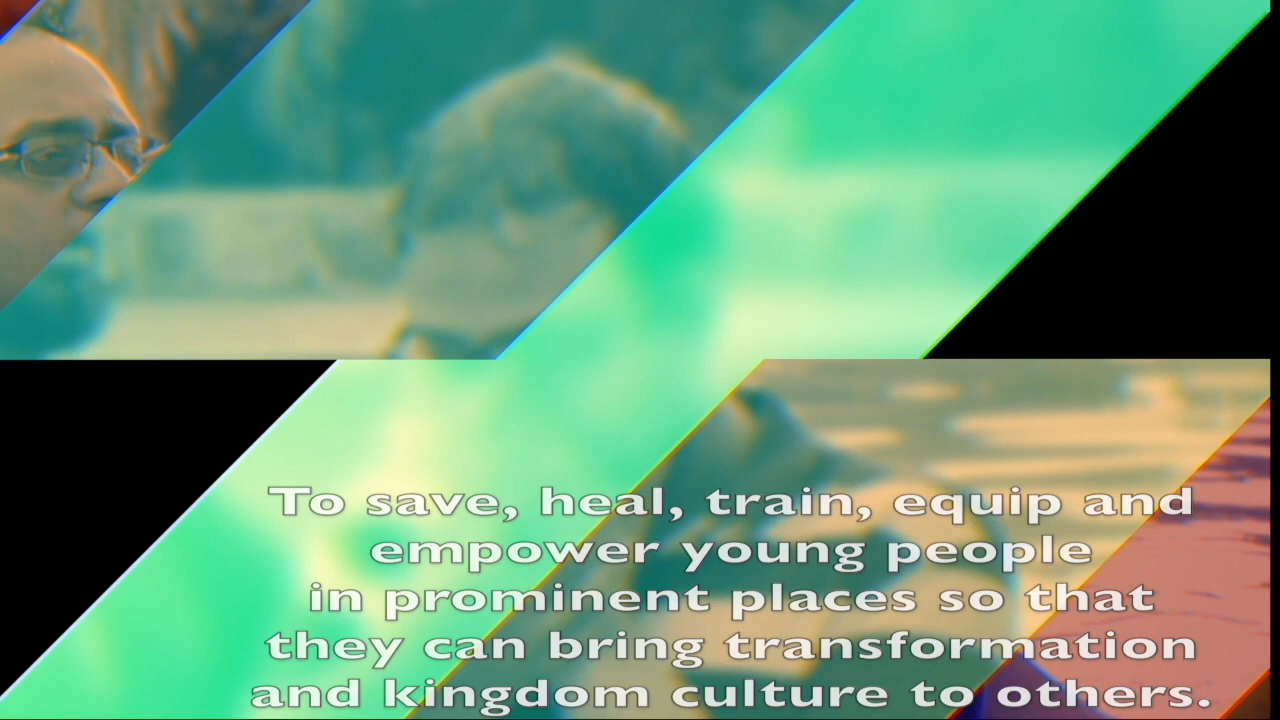 To save, heal, train, equip and
empower young people
in prominent places so that
they can bring transformation
and kingdom culture to others.